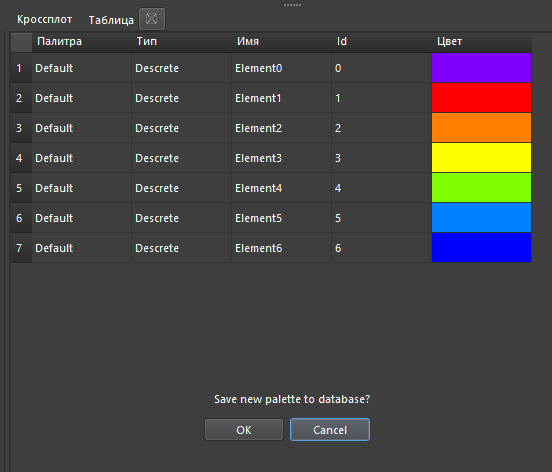 Кроссплот Таблица
Палитра Тип Имя Id Цвет
1 Default Descrete Element0 0
2 Default Descrete Element1 1
3 Default Descrete Element2 2
4 Default Descrete Element3 3
5 Default Descrete Element4 4
6 Default Descrete Element5 5
7 Default Descrete Element6 6
Save new palette to database?
OK Cancel